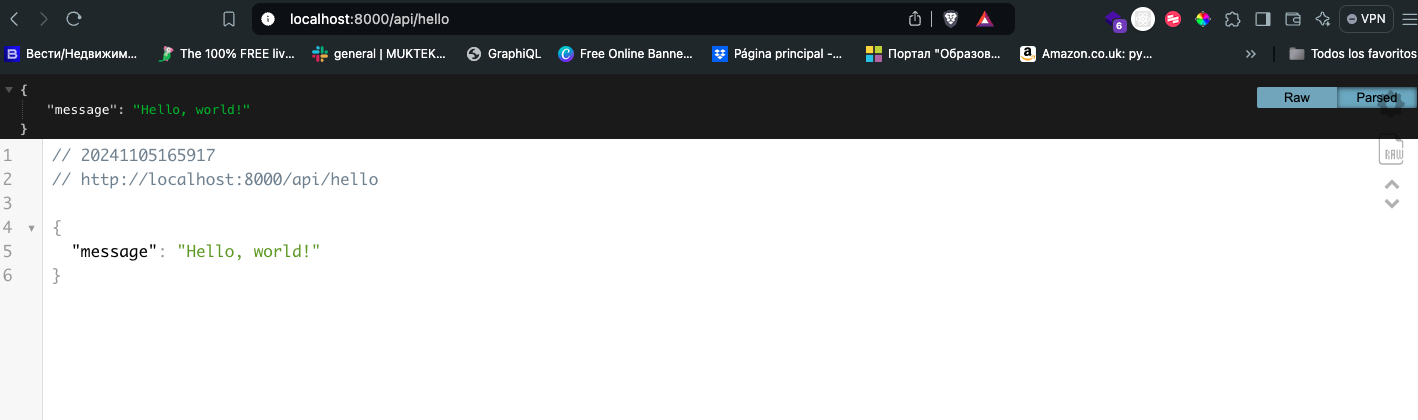 localhost:8000/api/hello
6
VPN
Вести/Недвижим...
The 100% FREE liv...
general | MUKTEK...
GraphiQL
Free Online Banne...
Página principal -...
Портал "Образов...
Amazon.co.uk: ру...
Todos los favoritos
{
"message": "Hello, world!"
}
Raw
Parsed
RAW
1 // 20241105165917
2 // http://localhost:8000/api/hello
3
4 {
5 "message": "Hello, world!"
6 }